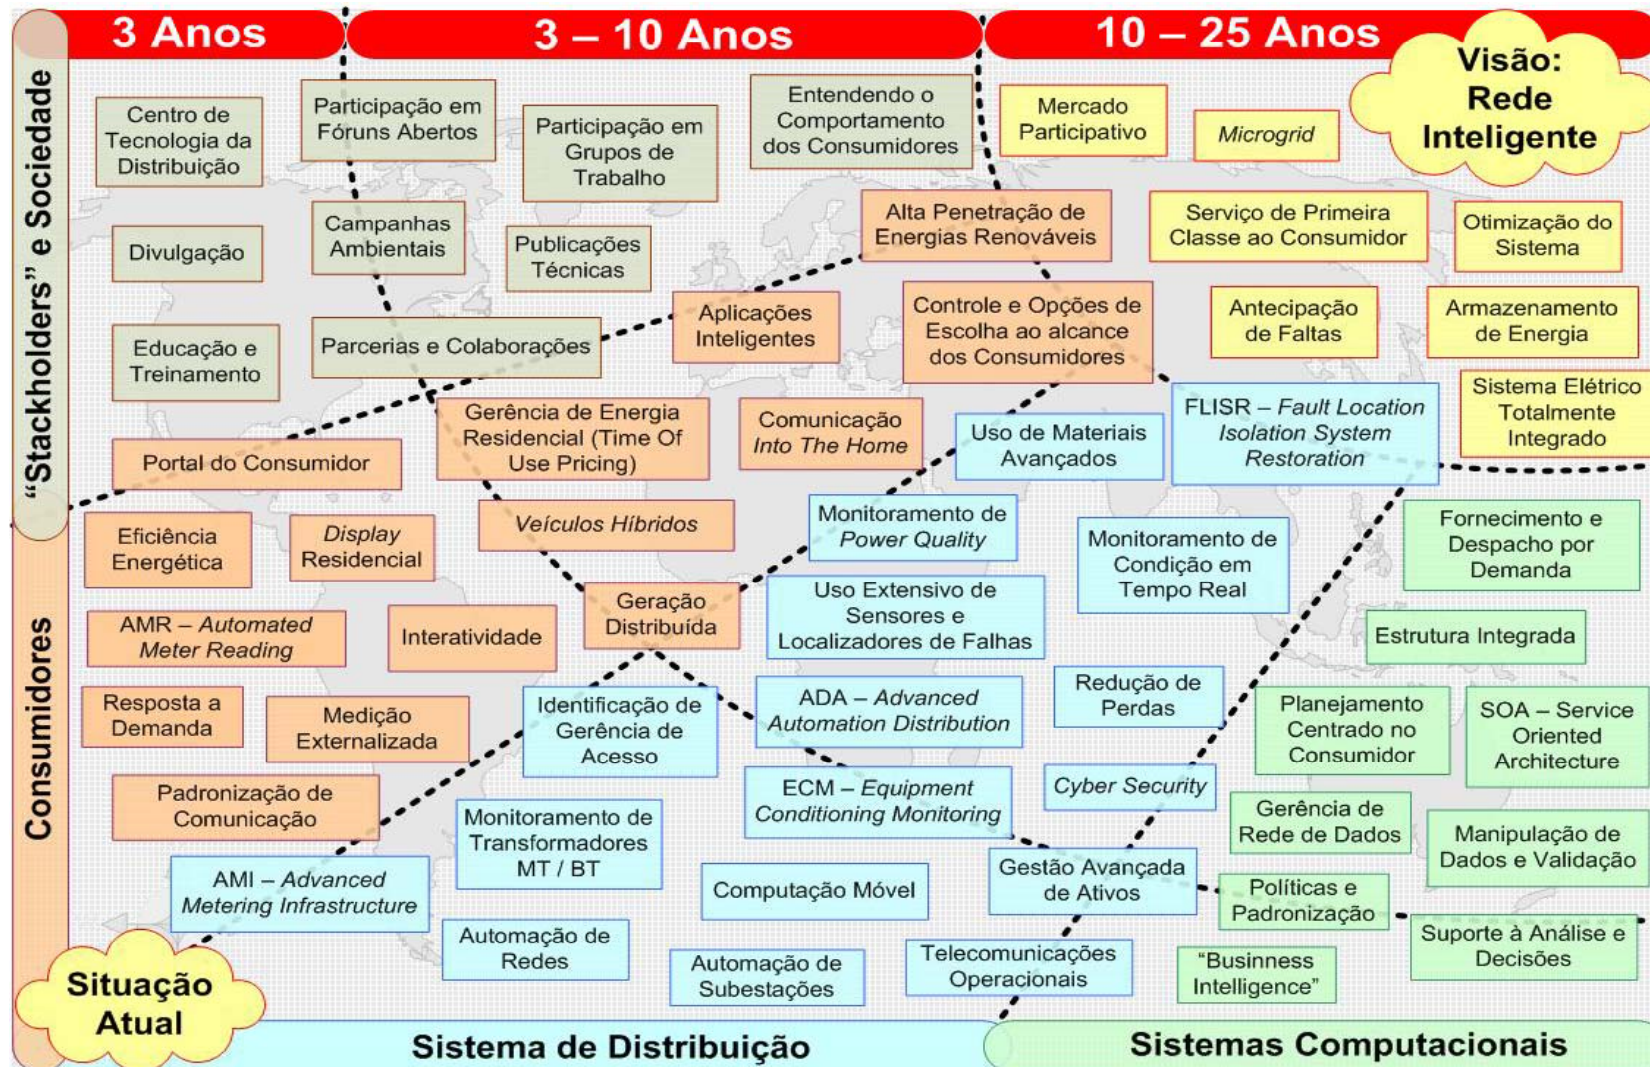 3 Anos
3 – 10 Anos
10 – 25 Anos
Visão:
Rede
Inteligente
“Stackholders” e Sociedade
Centro de
Tecnologia da
Distribuição
Participação em
Fóruns Abertos
Participação em
Grupos de
Trabalho
Entendendo o
Comportamento
dos Consumidores
Mercado
Participativo
Microgrid
Divulgação
Campanhas
Ambientais
Publicações
Técnicas
Alta Penetração de
Energias Renováveis
Serviço de Primeira
Classe ao Consumidor
Otimização do
Sistema
Educação e
Treinamento
Parcerias e Colaborações
Aplicações
Inteligentes
Controle e Opções de
Escolha ao alcance
dos Consumidores
Antecipação
de Faltas
Armazenamento
de Energia
Portal do Consumidor
Gerência de Energia
Residencial (Time Of
Use Pricing)
Comunicação
Into The Home
Uso de Materiais
Avançados
FLISR – Fault Location
Isolation System
Restoration
Sistema Elétrico
Totalmente
Integrado
Consumidores
Eficiência
Energética
Display
Residencial
Veículos Híbridos
Monitoramento de
Power Quality
Monitoramento de
Condição em
Tempo Real
Fornecimento e
Despacho por
Demanda
AMR – Automated
Meter Reading
Interatividade
Geração
Distribuída
Uso Extensivo de
Sensores e
Localizadores de Falhas
Estrutura Integrada
Resposta a
Demanda
Medição
Externalizada
Identificação de
Gerência de
Acesso
ADA – Advanced
Automation Distribution
Redução de
Perdas
Planejamento
Centrado no
Consumidor
SOA – Service
Oriented
Architecture
Padronização de
Comunicação
Monitoramento de
Transformadores
MT / BT
ECM – Equipment
Conditioning Monitoring
Cyber Security
Gerência de
Rede de Dados
Manipulação de
Dados e Validação
AMI – Advanced
Metering Infrastructure
Computação Móvel
Gestão Avançada
de Ativos
Políticas e
Padronização
Suporte à Análise e
Decisões
Automação de
Redes
Automação de
Subestações
Telecomunicações
Operacionais
“Businness
Intelligence”
Situação
Atual
Sistema de Distribuição
Sistemas Computacionais